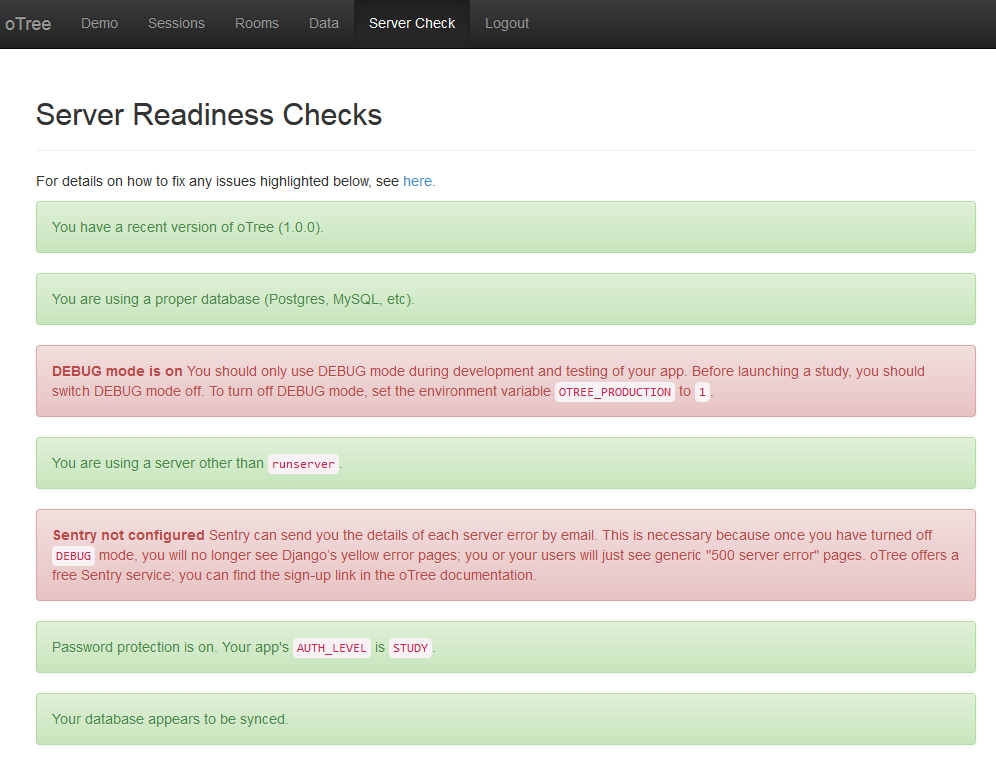 oTree Demo Sessions Rooms Data Server Check Logout
Server Readiness Checks
For details on how to fix any issues highlighted below, see here.
You have a recent version of oTree (1.0.0).
You are using a proper database (Postgres, MySQL, etc).
DEBUG mode is on You should only use DEBUG mode during development and testing of your app. Before launching a study, you should
switch DEBUG mode off. To turn off DEBUG mode, set the environment variable OTREE_PRODUCTION to 1.
You are using a server other than runserver.
Sentry not configured Sentry can send you the details of each server error by email. This is necessary because once you have turned off
DEBUG mode, you will no longer see Django's yellow error pages; you or your users will just see generic "500 server error" pages. oTree offers a
free Sentry service; you can find the sign-up link in the oTree documentation.
Password protection is on. Your app's AUTH_LEVEL is STUDY.
Your database appears to be synced.